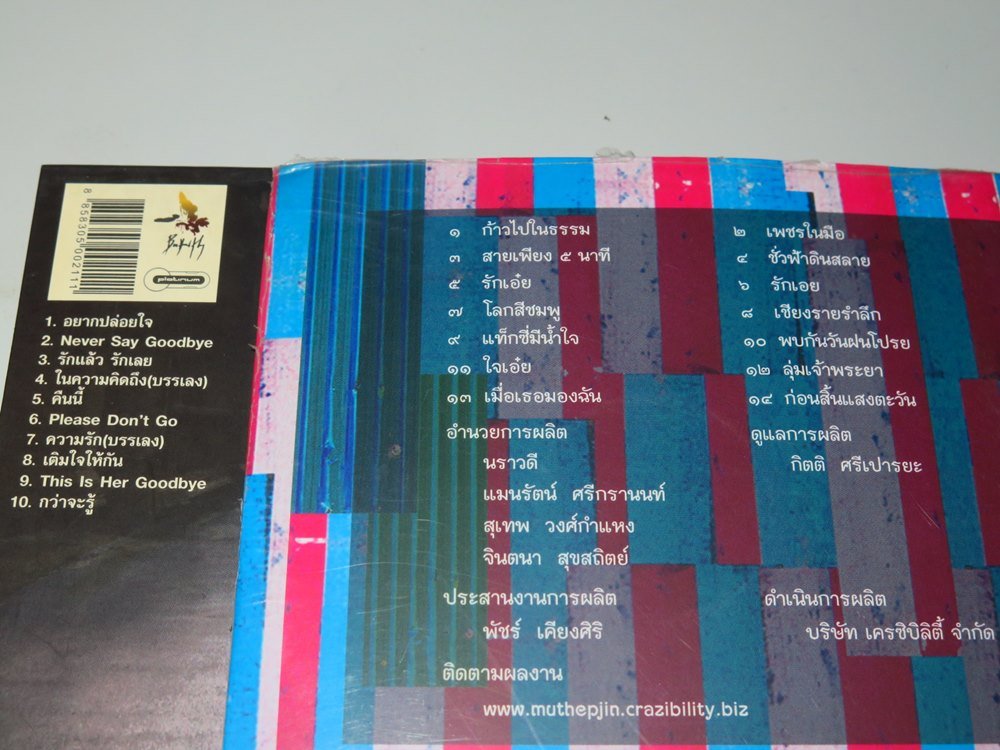 8 858305 002111
platinum
1. อยากปล่อยใจ
2. Never Say Goodbye
3. รักแล้ว รักเลย
4. ในความคิดถึง(บรรเลง)
5. คืนนี้
6. Please Don't Go
7. ความรัก(บรรเลง)
8. เติมใจให้กัน
9. This Is Her Goodbye
10. กว่าจะรู้
๑ ก้าวไปในธรรม ๒ เพชรในมือ
๓ สายเพียง ๕ นาที ๔ ชั่วฟ้าดินสลาย
๕ รักเอ๋ย ๖ รักเอย
๗ โลกสีชมพู ๘ เชียงรายรำลึก
๙ แท็กซี่มีน้ำใจ ๑๐ พบกันวันฝนโปรย
๑๑ ใจเอ๋ย ๑๒ ลุ่มเจ้าพระยา
๑๓ เมื่อเธอมองฉัน ๑๔ ก่อนสิ้นแสงตะวัน
อำนวยการผลิต ดูแลการผลิต
นราวดี กิตติ ศรีเปารยะ
แมนรัตน์ ศรีกรานนท์
สุเทพ วงศ์กำแหง
จินตนา สุขสถิตย์
ประสานงานการผลิต ดำเนินการผลิต
พัชร์ เคียงศิริ บริษัท เครซิบิลิตี้ จำกัด
ติดตามผลงาน
www.muthepjin.crazibility.biz